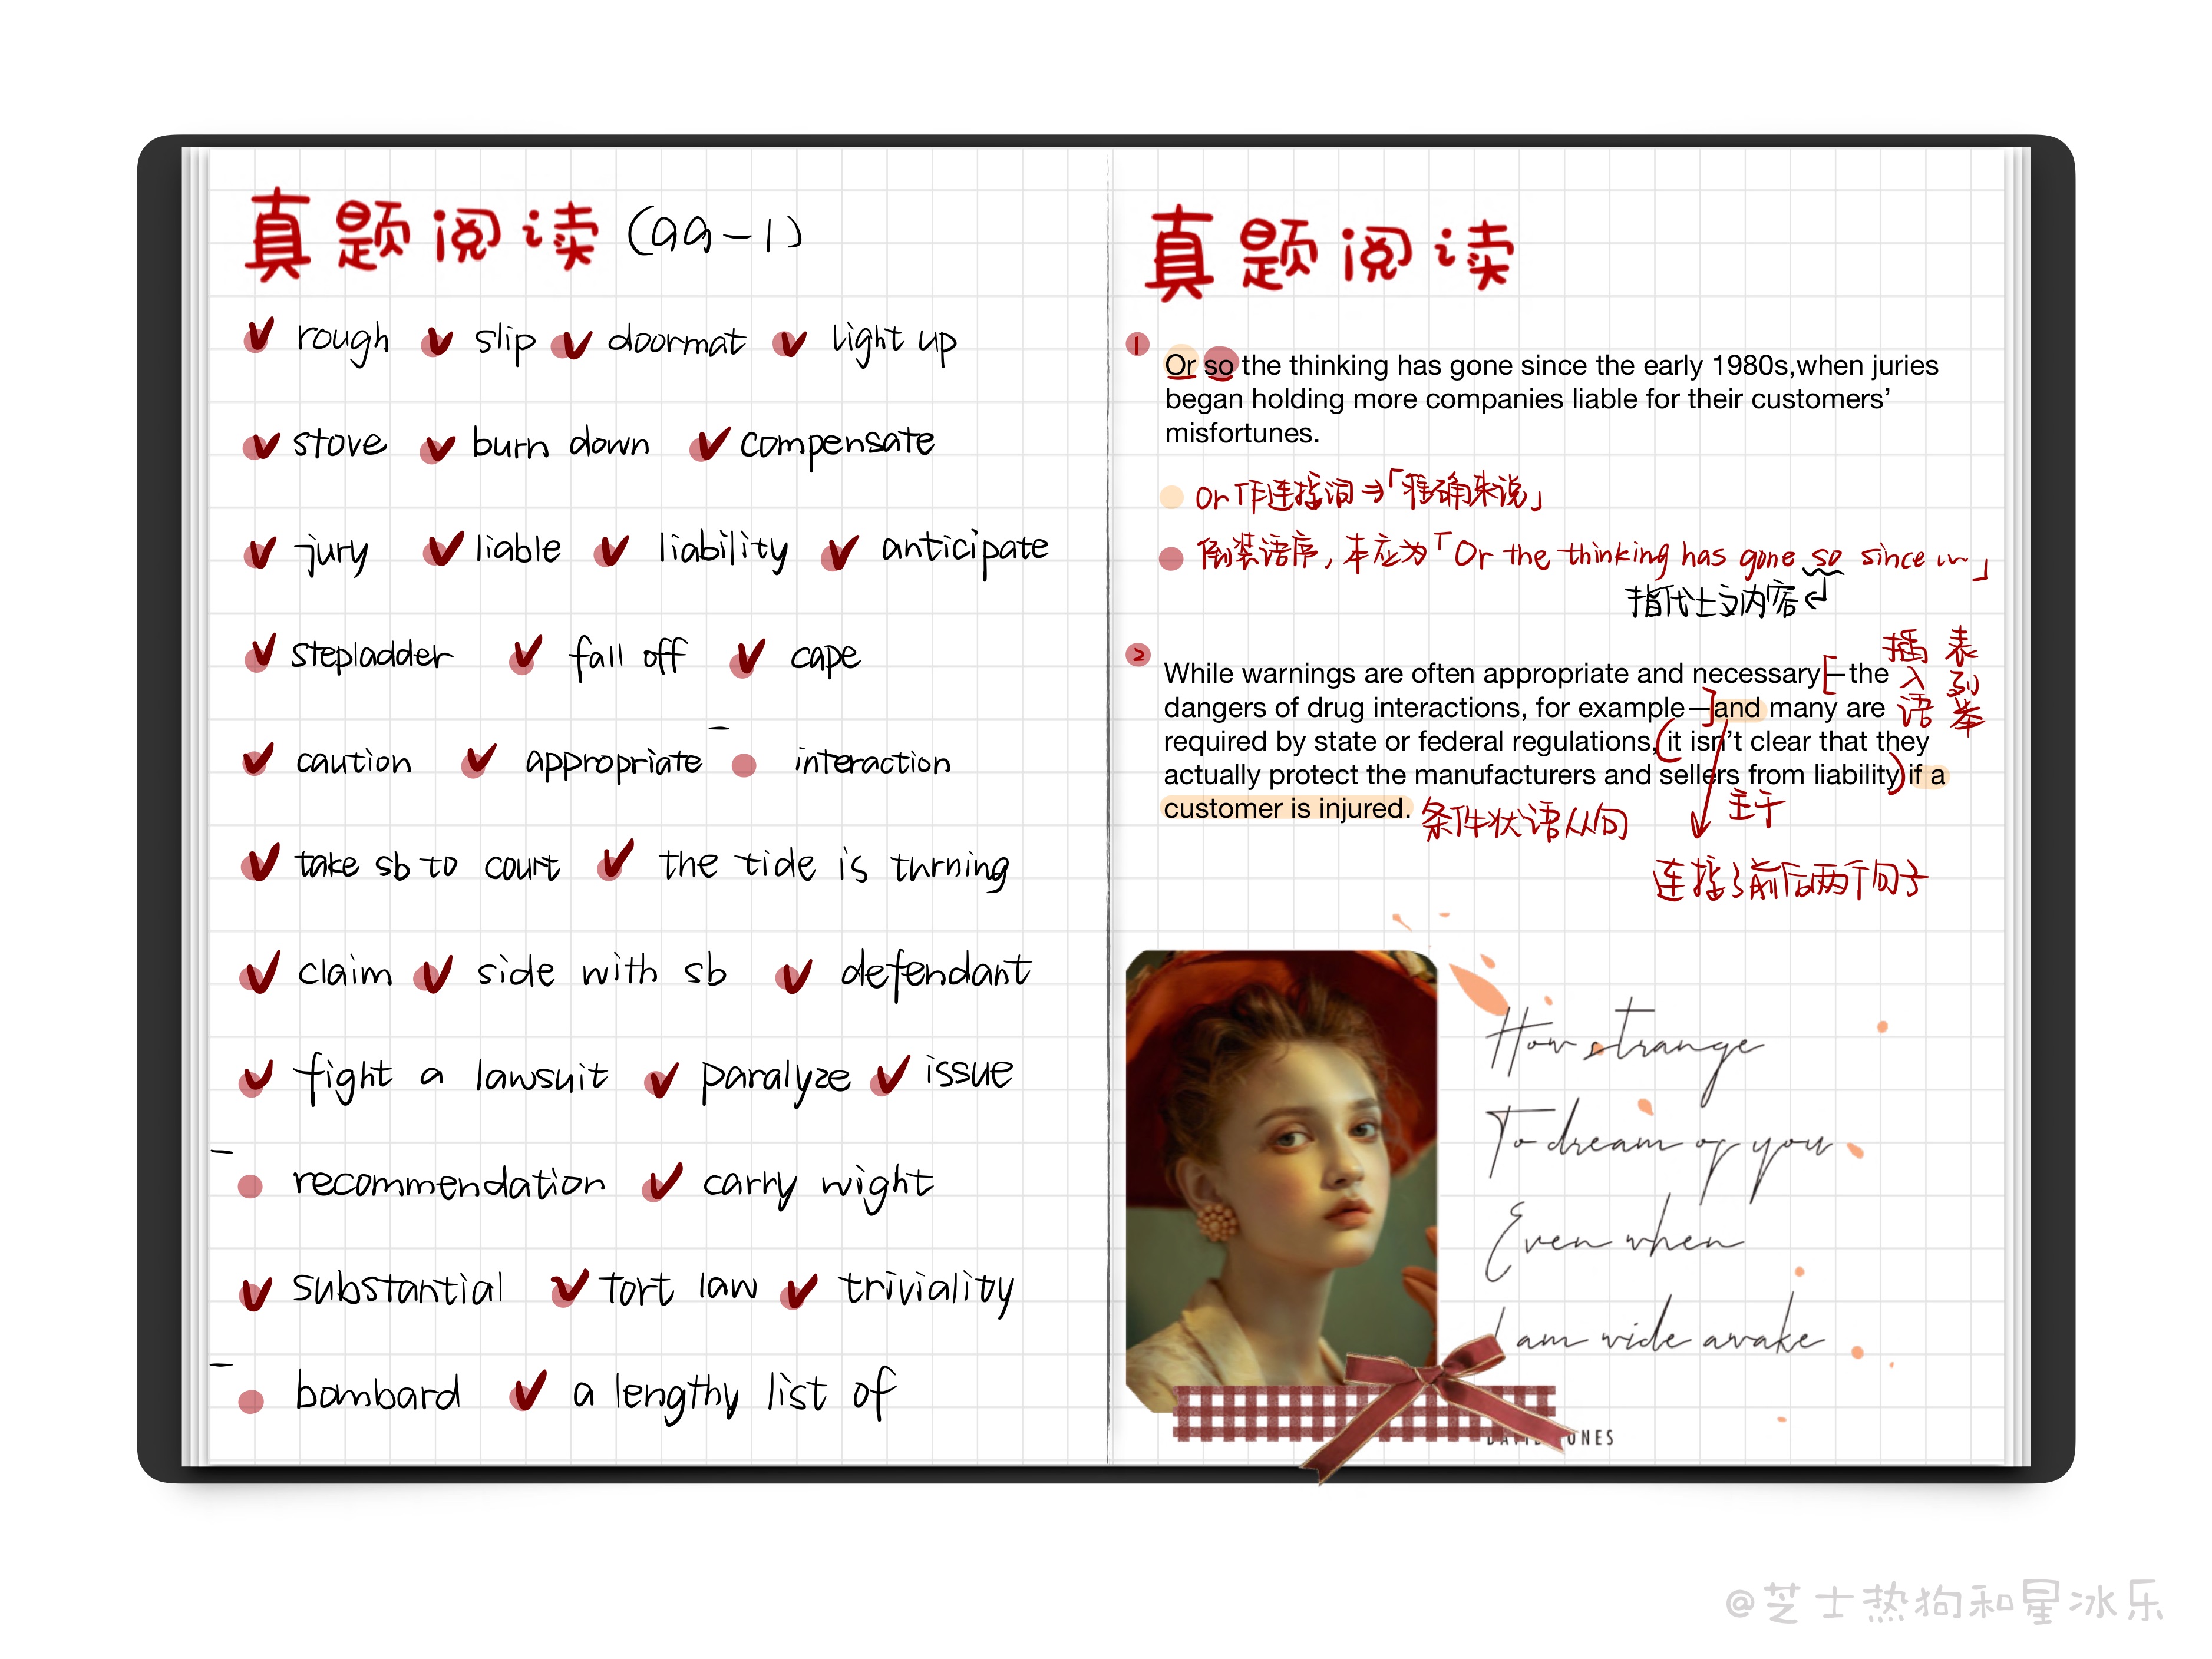 真题阅读 (99-1)
rough slip doormat light up
stove burn down compensate
jury liable liability anticipate
stepladder fall off cape
caution appropriate interaction
take sb to court the tide is turning
claim side with sb defendant
fight a lawsuit paralyze issue
recommendation carry wight
substantial tort law triviality
bombard a lengthy list of
真题阅读
1
Or so the thinking has gone since the early 1980s,when juries
began holding more companies liable for their customers’
misfortunes.
or 作连接词⇒「准确来说」
倒装语序,本应为「Or the thinking has gone so since ...」
指代上文内容
2
While warnings are often appropriate and necessary[—the
dangers of drug interactions, for example—]and many are
required by state or federal regulations,(it isn’t clear that they
actually protect the manufacturers and sellers from liability)if a
customer is injured.
插入语
表列举
条件状语从句
主干
连接了前后两个句子
How strange
To dream of you
Even when
I am wide awake
@芝士热狗和星冰乐